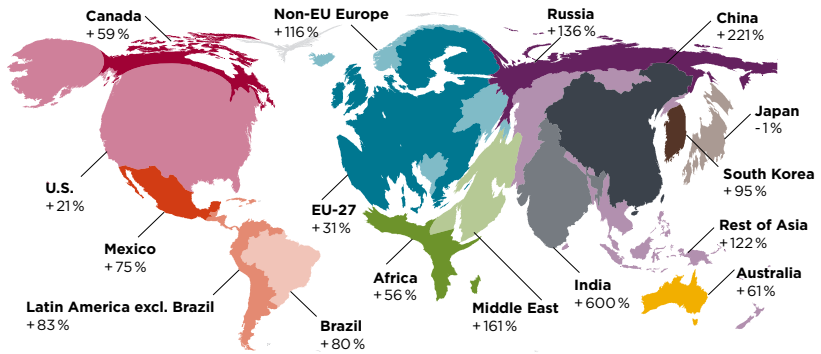 Canada
+59%
Non-EU Europe
+116%
Russia
+136%
China
+221%
Japan
-1%
South Korea
+95%
U.S.
+21%
EU-27
+31%
Mexico
+75%
Rest of Asia
+122%
Africa
+56%
Middle East
+161%
India
+600%
Australia
+61%
Latin America excl. Brazil
+83%
Brazil
+80%